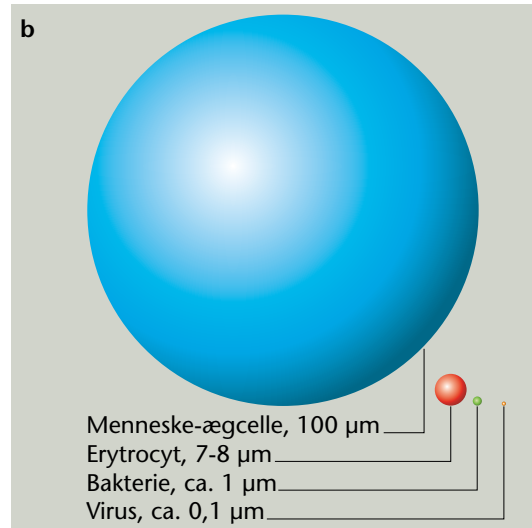 b
Menneske-ægcelle, 100 µm
Erytrocyt, 7-8 µm
Bakterie, ca. 1 µm
Virus, ca. 0,1 µm